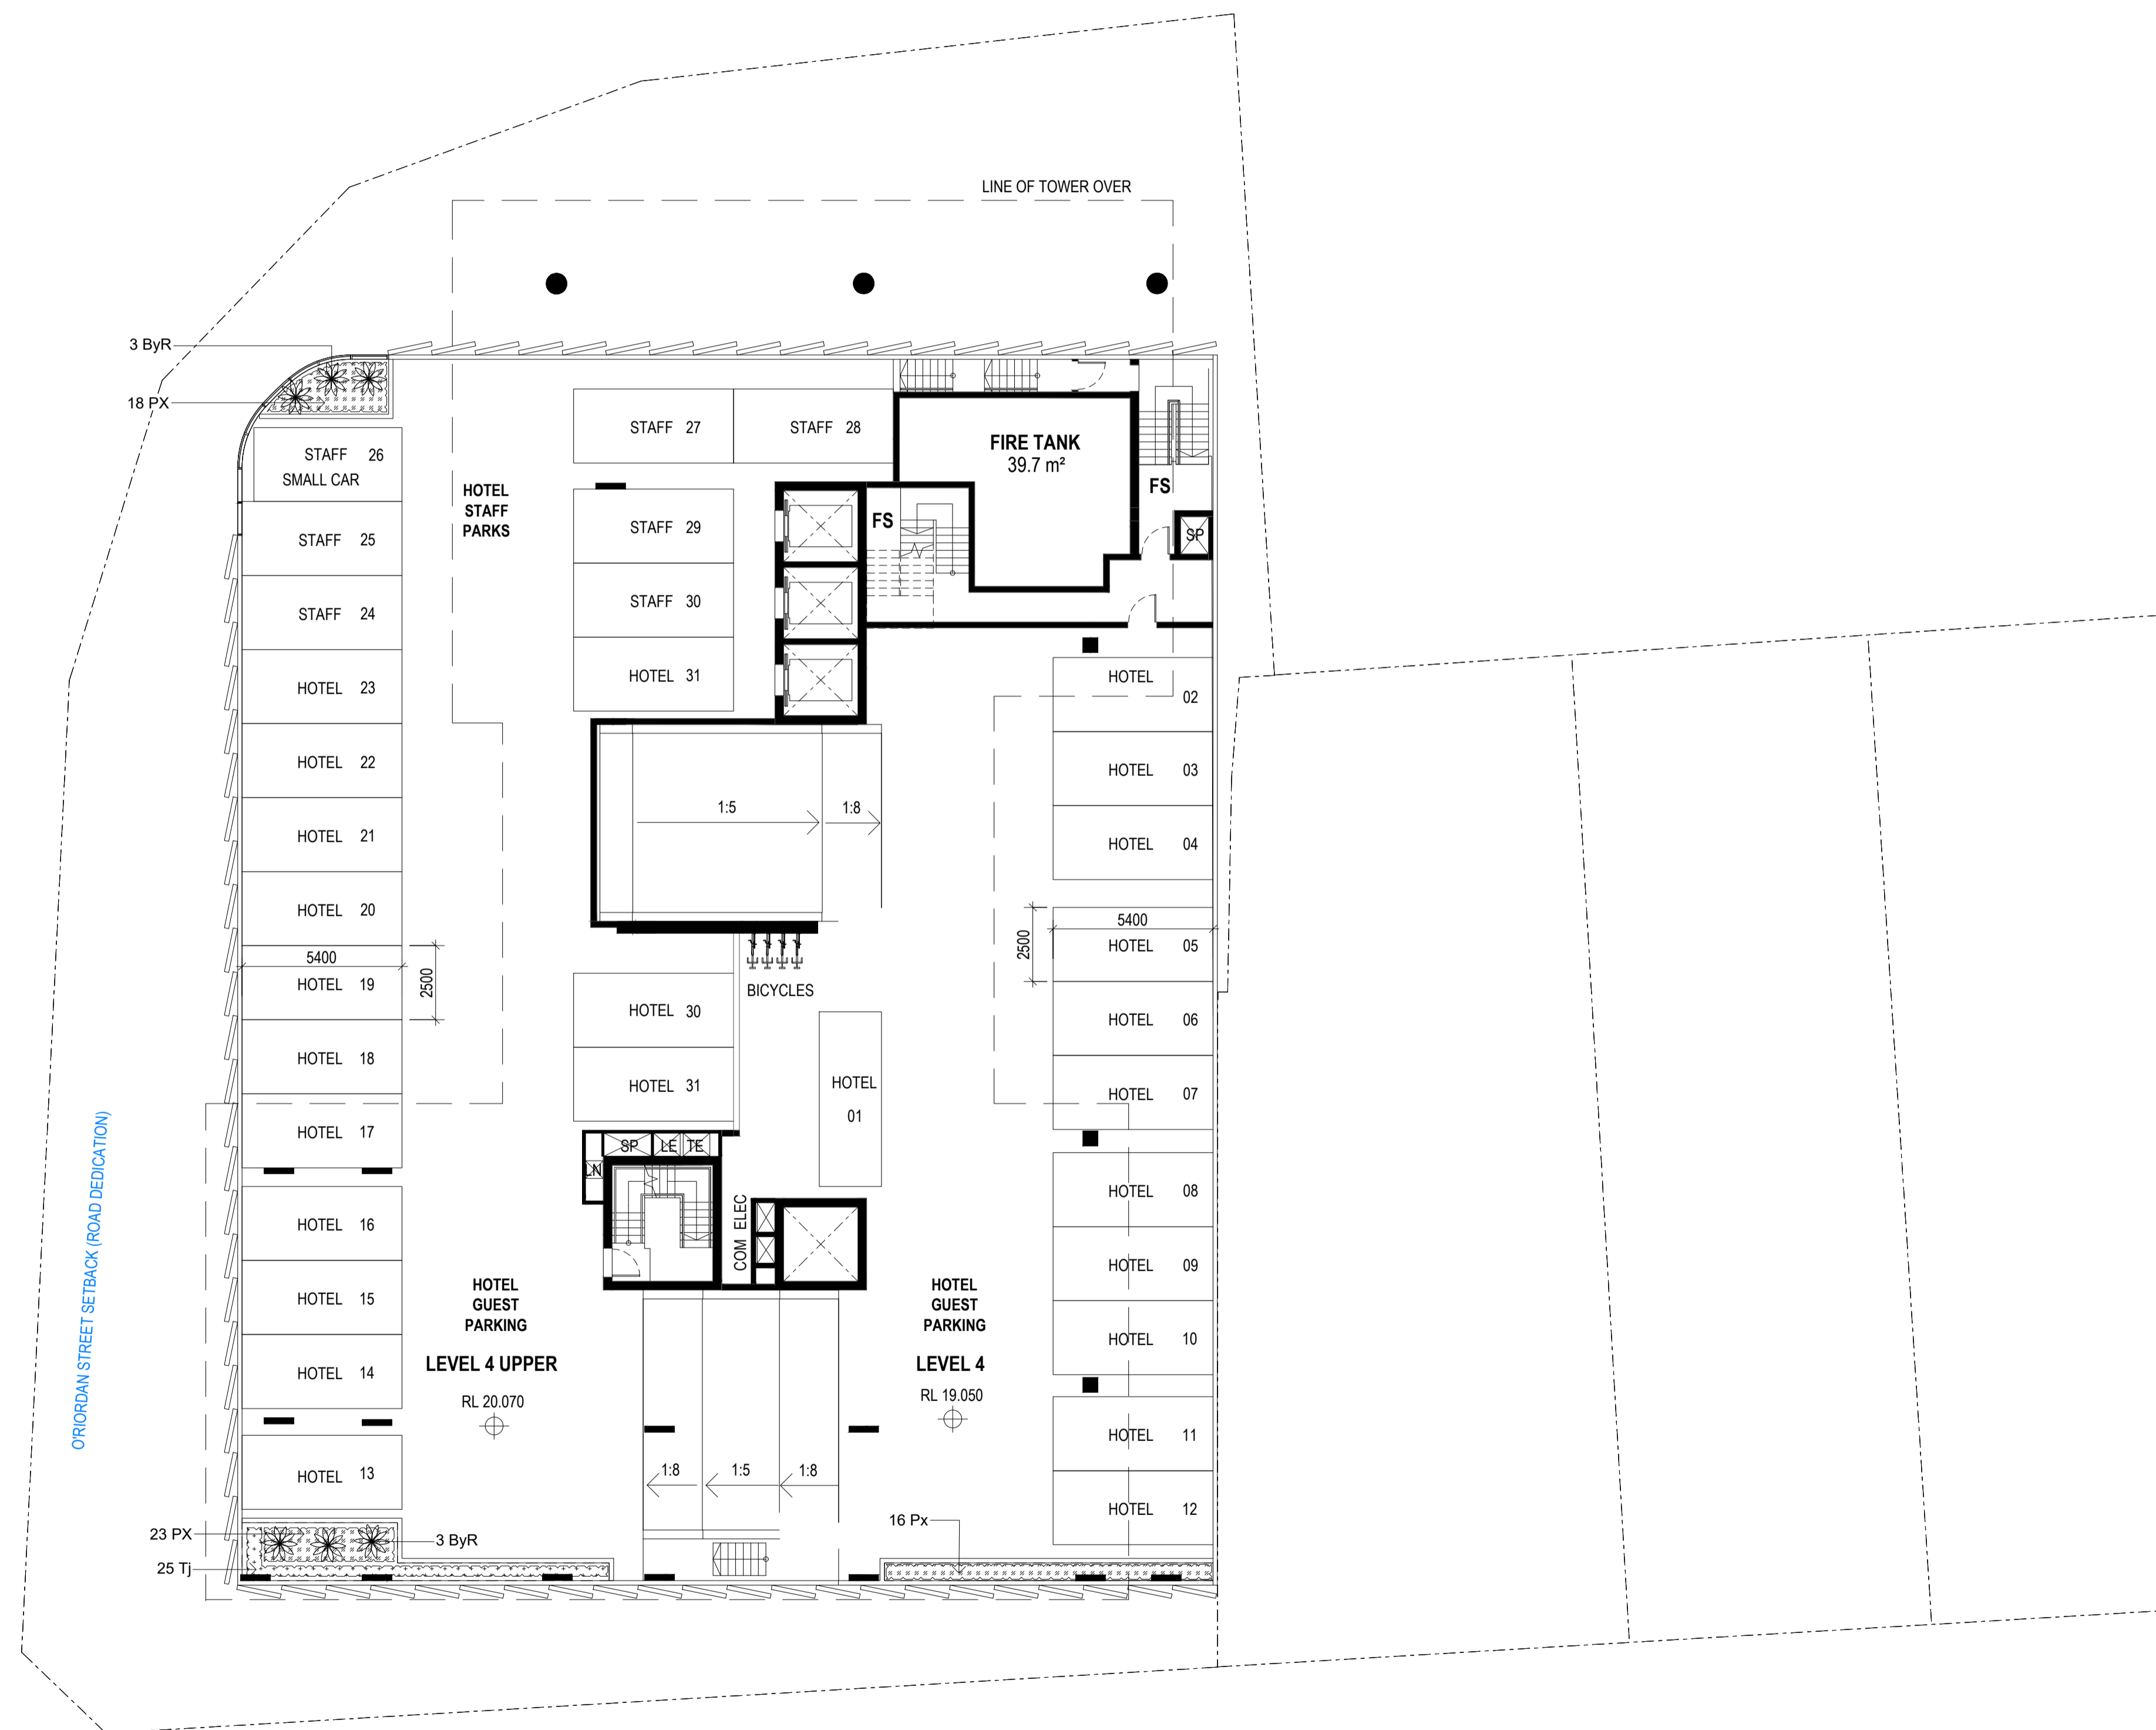 LINE OF TOWER OVER
3 ByR
18 PX
STAFF 27
STAFF 28
FIRE TANK
39.7 m²
STAFF 26
SMALL CAR
HOTEL
STAFF
PARKS
FS
FS
SP
STAFF 29
STAFF 25
STAFF 30
STAFF 24
HOTEL 31
HOTEL
02
HOTEL 23
HOTEL 22
HOTEL 03
1:5
1:8
HOTEL 21
HOTEL 04
HOTEL 20
5400
2500
HOTEL 05
5400
2500
HOTEL 19
BICYCLES
HOTEL 30
HOTEL 06
HOTEL 18
HOTEL 31
HOTEL
01
HOTEL 07
HOTEL 17
SP
LE
TE
LN
O'RIORDAN STREET SETBACK (ROAD DEDICATION)
HOTEL 08
HOTEL 16
COM ELEC
HOTEL 09
HOTEL 15
HOTEL
GUEST
PARKING
LEVEL 4 UPPER
RL 20.070
HOTEL
GUEST
PARKING
LEVEL 4
RL 19.050
HOTEL 10
HOTEL 14
HOTEL 11
HOTEL 13
1:8
1:5
1:8
HOTEL 12
23 PX
3 ByR
16 Px
25 Tj